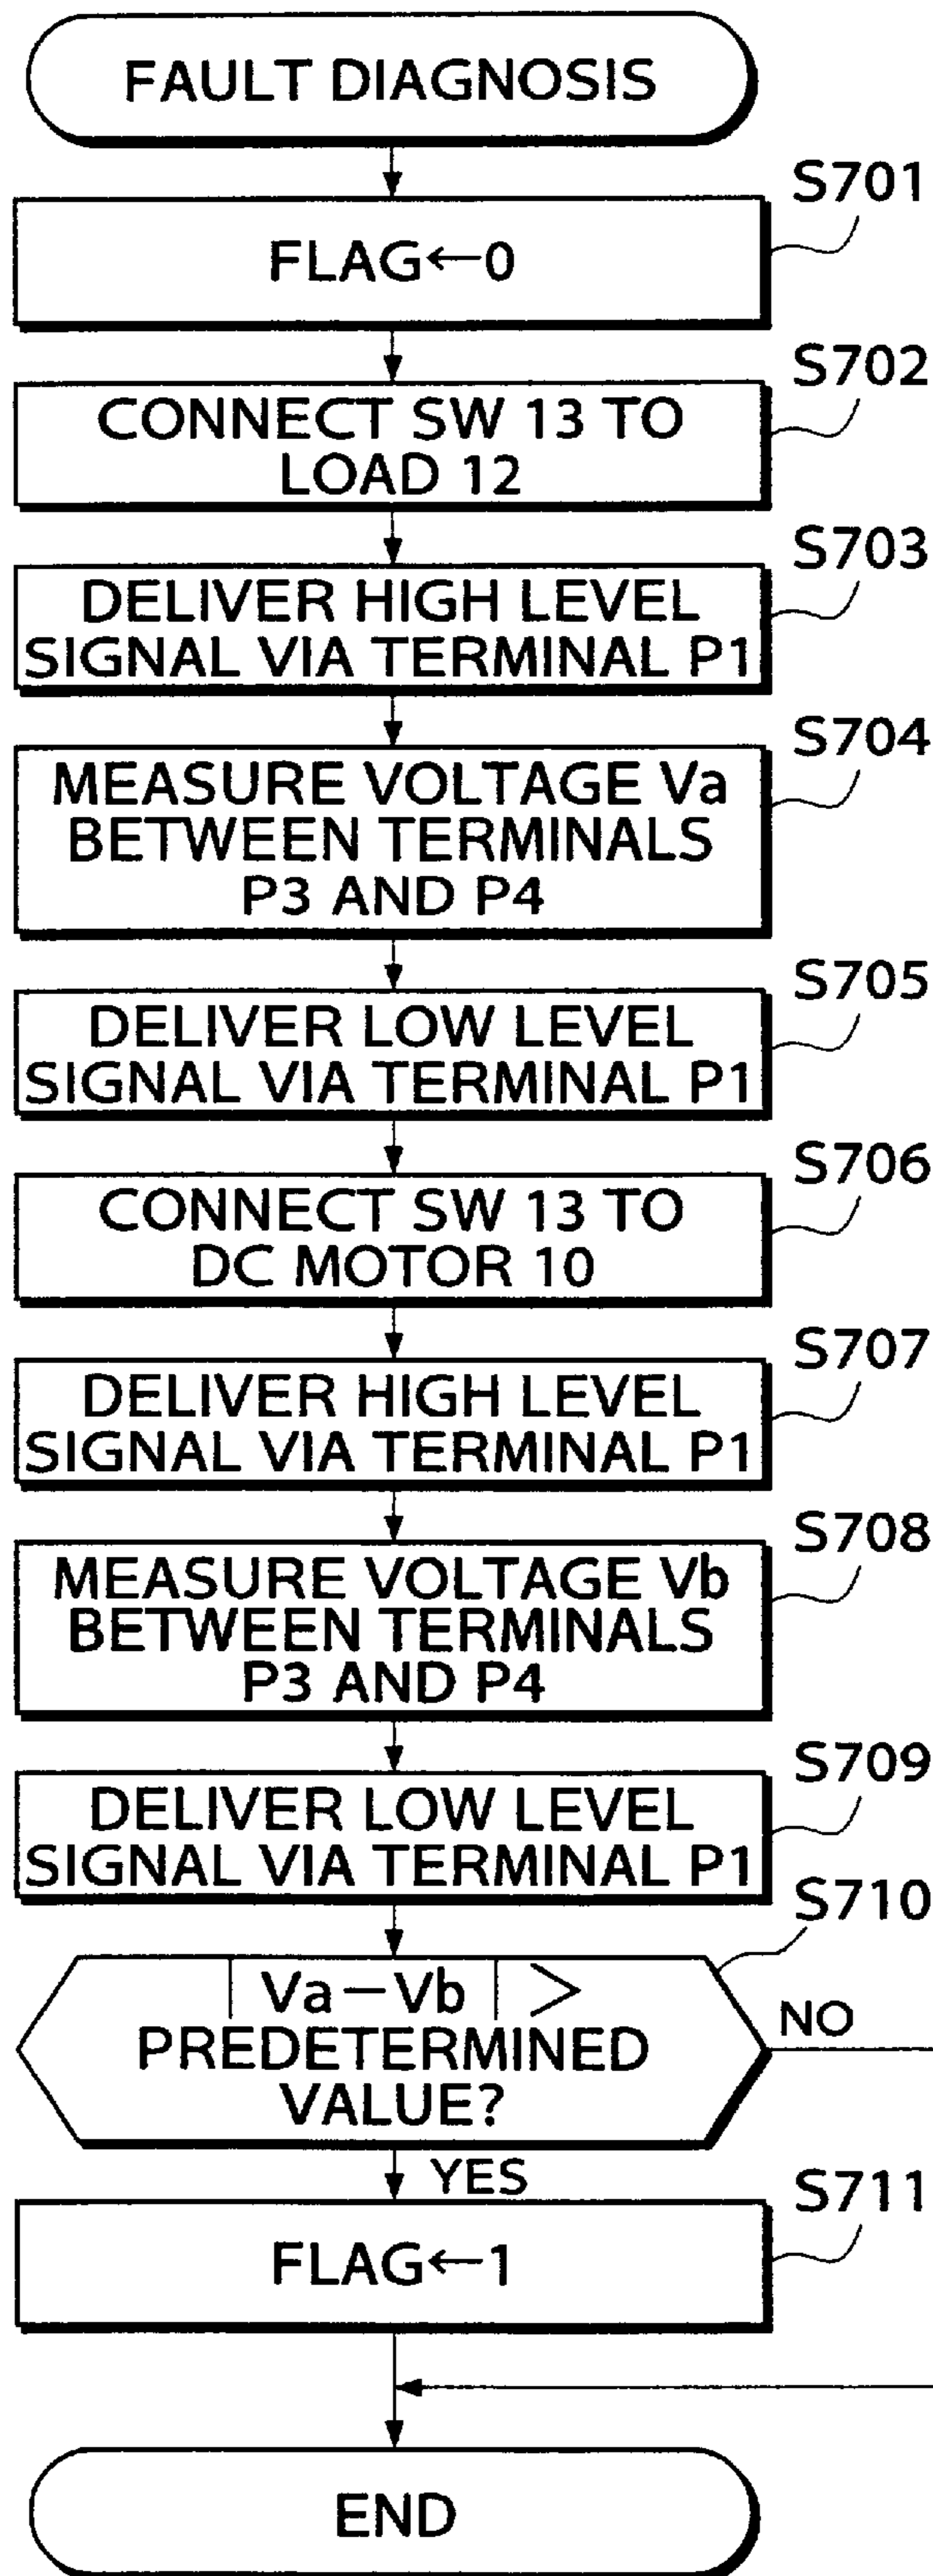 FAULT DIAGNOSIS
S701
FLAG←0
S702
CONNECT SW 13 TO
LOAD 12
S703
DELIVER HIGH LEVEL
SIGNAL VIA TERMINAL P1
S704
MEASURE VOLTAGE Va
BETWEEN TERMINALS
P3 AND P4
S705
DELIVER LOW LEVEL
SIGNAL VIA TERMINAL P1
S706
CONNECT SW 13 TO
DC MOTOR 10
S707
DELIVER HIGH LEVEL
SIGNAL VIA TERMINAL P1
S708
MEASURE VOLTAGE Vb
BETWEEN TERMINALS
P3 AND P4
S709
DELIVER LOW LEVEL
SIGNAL VIA TERMINAL P1
S710
| Va－Vb | ＞
PREDETERMINED
VALUE?
NO
YES
S711
FLAG←1
END